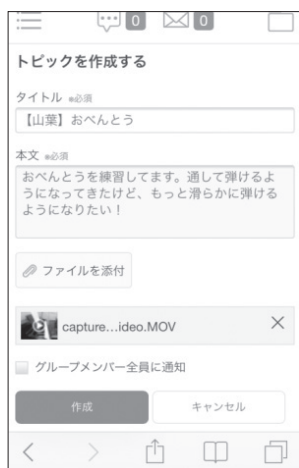 0 0
トピックを作成する
タイトル ※必須
【山葉】おべんとう
本文 ※必須
おべんとうを練習してます。通して弾けるよ
うになってきたけど、もっと滑らかに弾ける
ようになりたい！
ファイルを添付
capture...ideo.MOV
グループメンバー全員に通知
作成 キャンセル